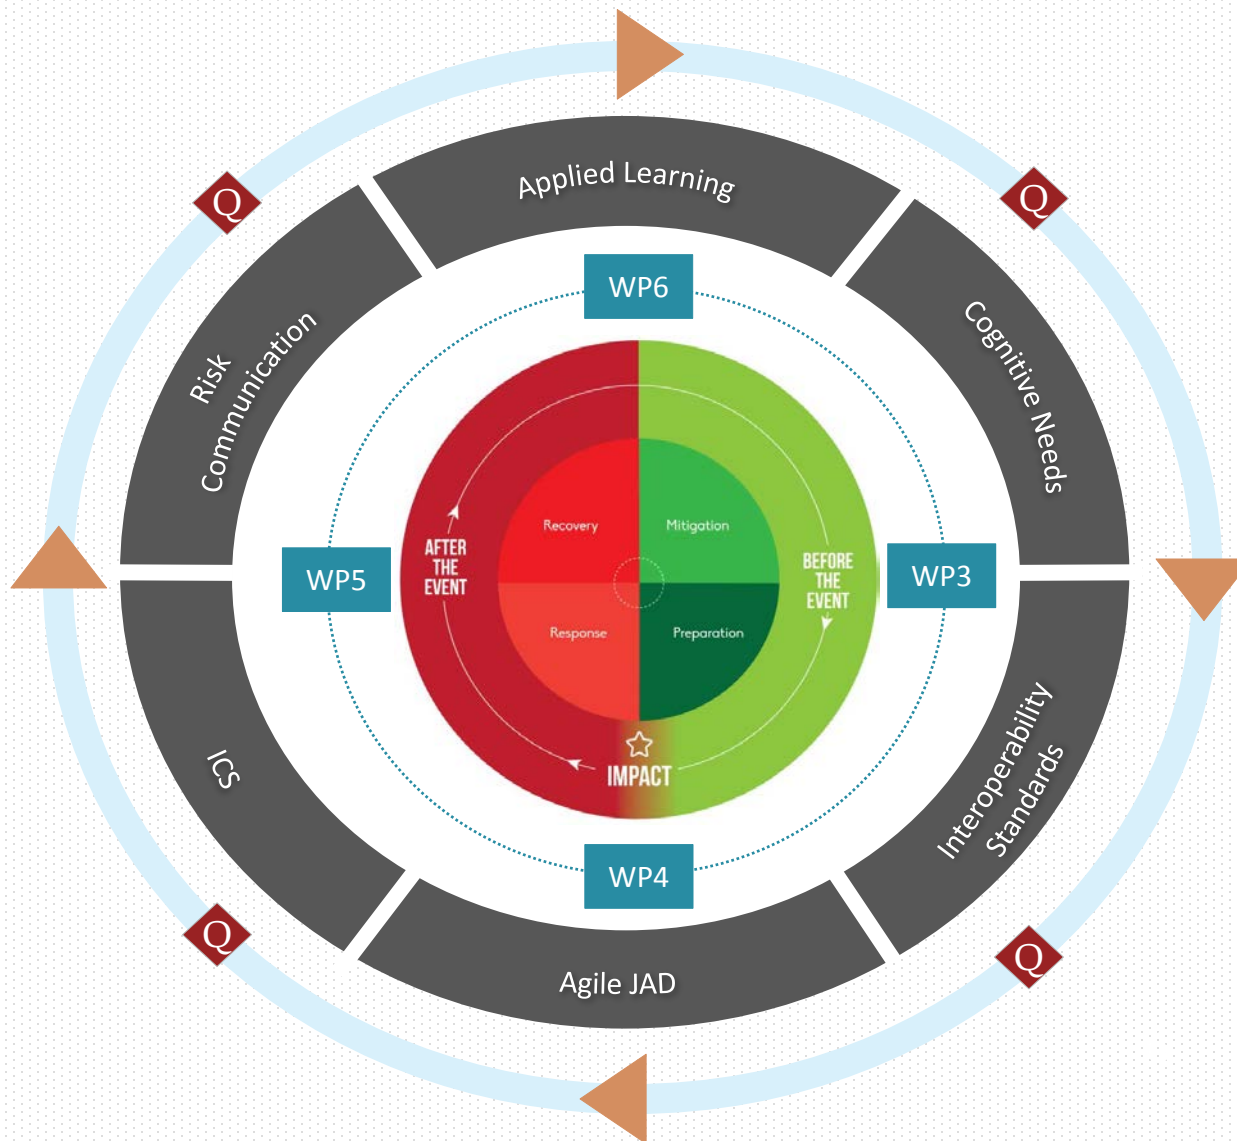 Applied Learning
Q
Q
WP6
Risk
Communication
Cognitive Needs
Recovery
Mitigation
AFTER
THE
EVENT
BEFORE
THE
EVENT
WP5
WP3
Response
Preparation
IMPACT
ICS
Interoperability
Standards
WP4
Q
Q
Agile JAD